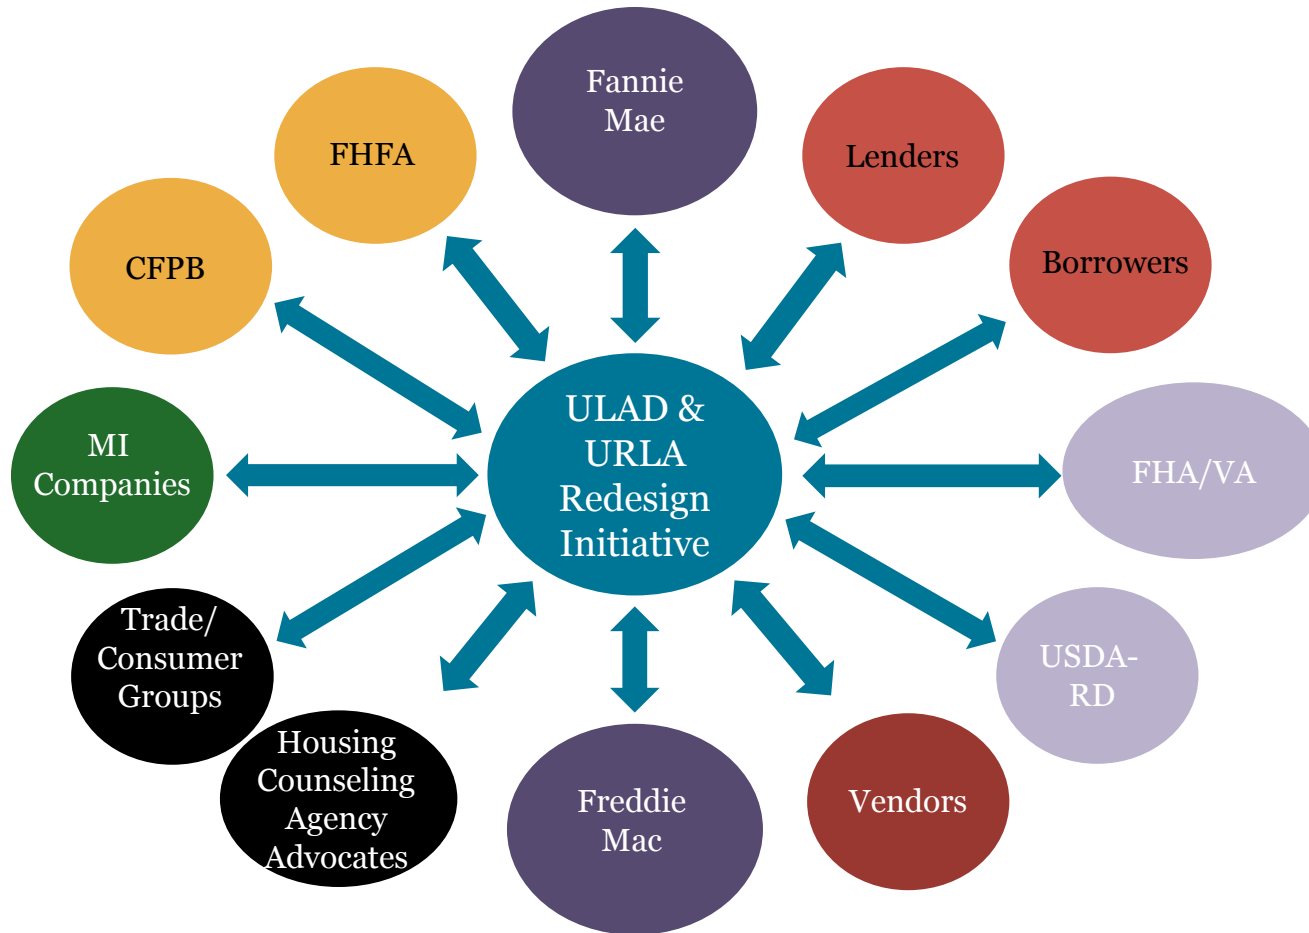 Fannie
Mae
FHFA
Lenders
CFPB
Borrowers
ULAD &
URLA
Redesign
Initiative
MI
Companies
FHA/VA
Trade/
Consumer
Groups
USDA-
RD
Housing
Counseling
Agency
Advocates
Freddie
Mac
Vendors